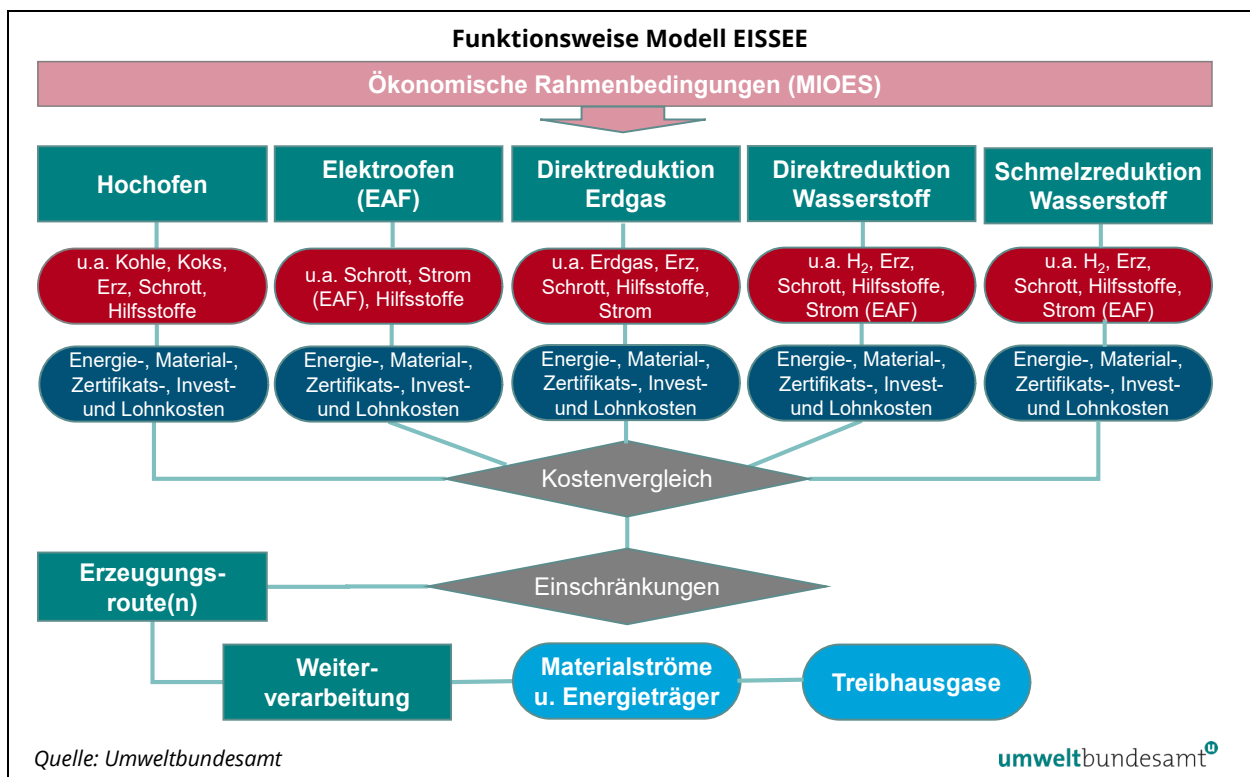 Funktionsweise Modell EISSEE
Ökonomische Rahmenbedingungen (MIOES)
Hochofen
Elektroofen
(EAF)
Direktreduktion
Erdgas
Direktreduktion
Wasserstoff
Schmelzreduktion
Wasserstoff
u.a. Kohle, Koks,
Erz, Schrott,
Hilfsstoffe
u.a. Schrott, Strom
(EAF), Hilfsstoffe
u.a. Erdgas, Erz,
Schrott, Hilfsstoffe,
Strom
u.a. H₂, Erz,
Schrott, Hilfsstoffe,
Strom (EAF)
u.a. H₂, Erz,
Schrott, Hilfsstoffe,
Strom (EAF)
Energie-, Material-,
Zertifikats-, Invest-
und Lohnkosten
Energie-, Material-,
Zertifikats-, Invest-
und Lohnkosten
Energie-, Material-,
Zertifikats-, Invest-
und Lohnkosten
Energie-, Material-,
Zertifikats-, Invest-
und Lohnkosten
Energie-, Material-,
Zertifikats-, Invest-
und Lohnkosten
Kostenvergleich
Einschränkungen
Erzeugungs-
route(n)
Weiter-
verarbeitung
Materialströme
u. Energieträger
Treibhausgase
Quelle: Umweltbundesamt
umweltbundesamt
u